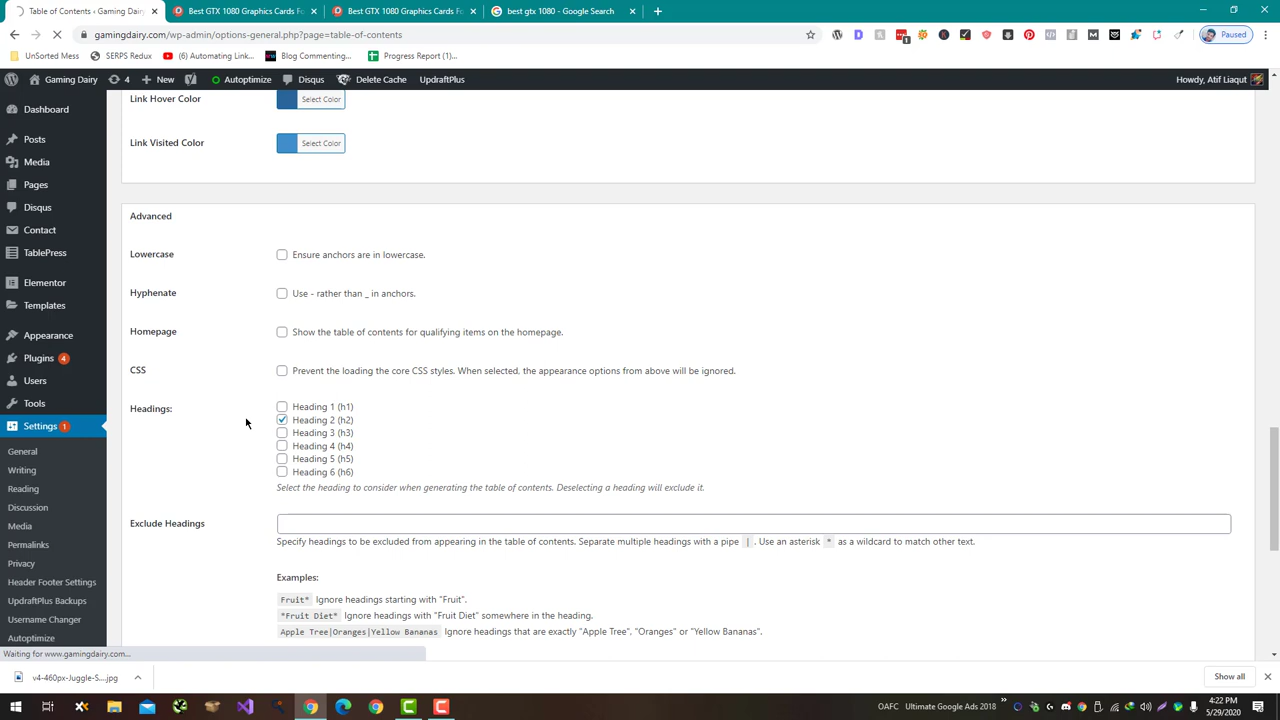 Table of Contents ‹ Gaming Dairy
Best GTX 1080 Graphics Cards Fo
Best GTX 1080 Graphics Cards Fo
best gtx 1080 - Google Search
gamingdairy.com/wp-admin/options-general.php?page=table-of-contents
Paused
UnSorted Mess
SERPS Redux
(6) Automating Link...
Blog Commenting...
Progress Report (1)...
Gaming Dairy
4
New
Autoptimize
Disqus
Delete Cache
UpdraftPlus
Howdy, Atif Liaqut
Dashboard
Posts
Media
Pages
Disqus
Contact
TablePress
Elementor
Templates
Appearance
Plugins 4
Users
Tools
Settings 1
General
Writing
Reading
Discussion
Media
Permalinks
Privacy
Header Footer Settings
UpdraftPlus Backups
Username Changer
Autoptimize
Link Hover Color
Select Color
Link Visited Color
Select Color
Advanced
Lowercase
Ensure anchors are in lowercase.
Hyphenate
Use - rather than _ in anchors.
Homepage
Show the table of contents for qualifying items on the homepage.
CSS
Prevent the loading the core CSS styles. When selected, the appearance options from above will be ignored.
Headings:
Heading 1 (h1)
Heading 2 (h2)
Heading 3 (h3)
Heading 4 (h4)
Heading 5 (h5)
Heading 6 (h6)
Select the heading to consider when generating the table of contents. Deselecting a heading will exclude it.
Exclude Headings
Specify headings to be excluded from appearing in the table of contents. Separate multiple headings with a pipe | . Use an asterisk * as a wildcard to match other text.
Examples:
Fruit* Ignore headings starting with "Fruit".
*Fruit Diet* Ignore headings with "Fruit Diet" somewhere in the heading.
Apple Tree|Oranges|Yellow Bananas Ignore headings that are exactly "Apple Tree", "Oranges" or "Yellow Bananas".
Waiting for www.gamingdairy.com...
v4-460px-Juggle-S....jpg
Show all
OAFC
Ultimate Google Ads 2018
4:22 PM
5/29/2020